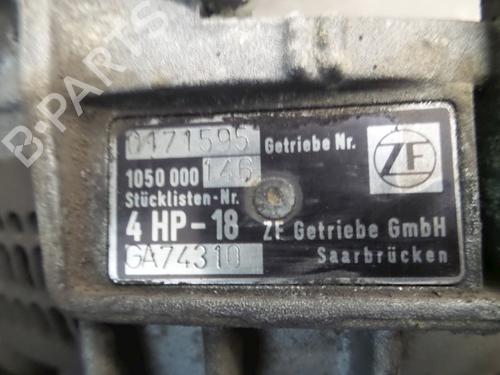 B-PARTS
0171595 Getriebe Nr.
ZF
1050 000 146
Stücklisten-Nr.
4 HP-18 ZF Getriebe GmbH
GA74310 Saarbrücken